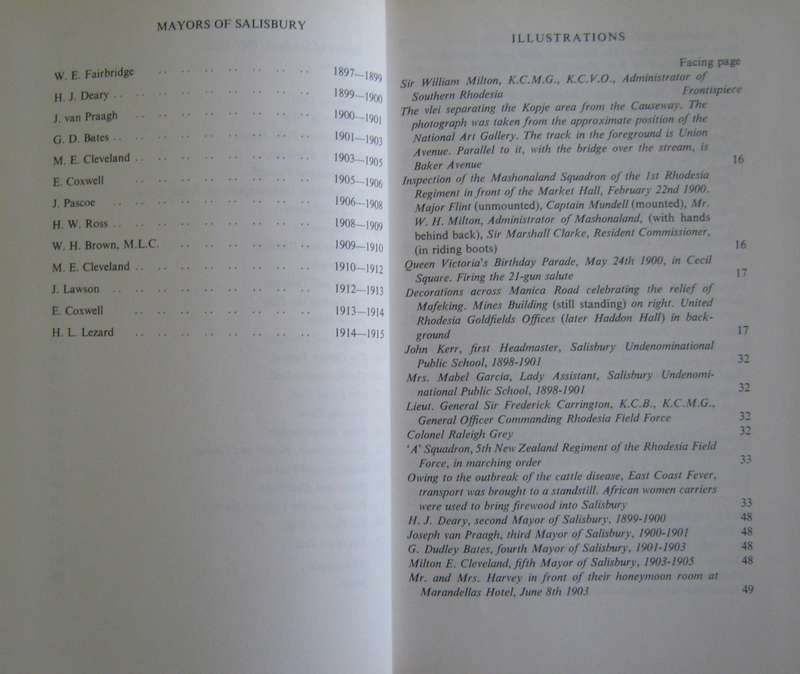 MAYORS OF SALISBURY
W. E. Fairbridge .. .. .. .. .. .. .. 1897—1899
H. J. Deary .. .. .. .. .. .. .. .. .. 1899—1900
J. van Praagh .. .. .. .. .. .. .. .. 1900—1901
G. D. Bates .. .. .. .. .. .. .. .. .. 1901—1903
M. E. Cleveland .. .. .. .. .. .. .. .. 1903—1905
E. Coxwell .. .. .. .. .. .. .. .. 1905—1906
J. Pascoe .. .. .. .. .. .. .. .. .. 1906—1908
H. W. Ross .. .. .. .. .. .. .. .. .. 1908—1909
W. H. Brown, M.L.C. .. .. .. .. .. .. 1909—1910
M. E. Cleveland .. .. .. .. .. .. .. .. 1910—1912
J. Lawson .. .. .. .. .. .. .. .. .. 1912—1913
E. Coxwell .. .. .. .. .. .. .. .. 1913—1914
H. L. Lezard .. .. .. .. .. .. .. .. 1914—1915
ILLUSTRATIONS
Facing page
Sir William Milton, K.C.M.G., K.C.V.O., Administrator of
Southern Rhodesia Frontispiece
The vlei separating the Kopje area from the Causeway. The
photograph was taken from the approximate position of the
National Art Gallery. The track in the foreground is Union
Avenue. Parallel to it, with the bridge over the stream, is
Baker Avenue 16
Inspection of the Mashonaland Squadron of the 1st Rhodesia
Regiment in front of the Market Hall, February 22nd 1900.
Major Flint (unmounted), Captain Mundell (mounted), Mr.
W. H. Milton, Administrator of Mashonaland, (with hands
behind back), Sir Marshall Clarke, Resident Commissioner,
(in riding boots) 16
Queen Victoria's Birthday Parade, May 24th 1900, in Cecil
Square. Firing the 21-gun salute 17
Decorations across Manica Road celebrating the relief of
Mafeking. Mines Building (still standing) on right. United
Rhodesia Goldfields Offices (later Haddon Hall) in back-
ground 17
John Kerr, first Headmaster, Salisbury Undenominational
Public School, 1898-1901 32
Mrs. Mabel Garcia, Lady Assistant, Salisbury Undenomi-
national Public School, 1898-1901 32
Lieut. General Sir Frederick Carrington, K.C.B., K.C.M.G.,
General Officer Commanding Rhodesia Field Force 32
Colonel Raleigh Grey 32
'A' Squadron, 5th New Zealand Regiment of the Rhodesia Field
Force, in marching order 33
Owing to the outbreak of the cattle disease, East Coast Fever,
transport was brought to a standstill. African women carriers
were used to bring firewood into Salisbury 33
H. J. Deary, second Mayor of Salisbury, 1899-1900 48
Joseph van Praagh, third Mayor of Salisbury, 1900-1901 48
G. Dudley Bates, fourth Mayor of Salisbury, 1901-1903 48
Milton E. Cleveland, fifth Mayor of Salisbury, 1903-1905 48
Mr. and Mrs. Harvey in front of their honeymoon room at
Marandellas Hotel, June 8th 1903 49